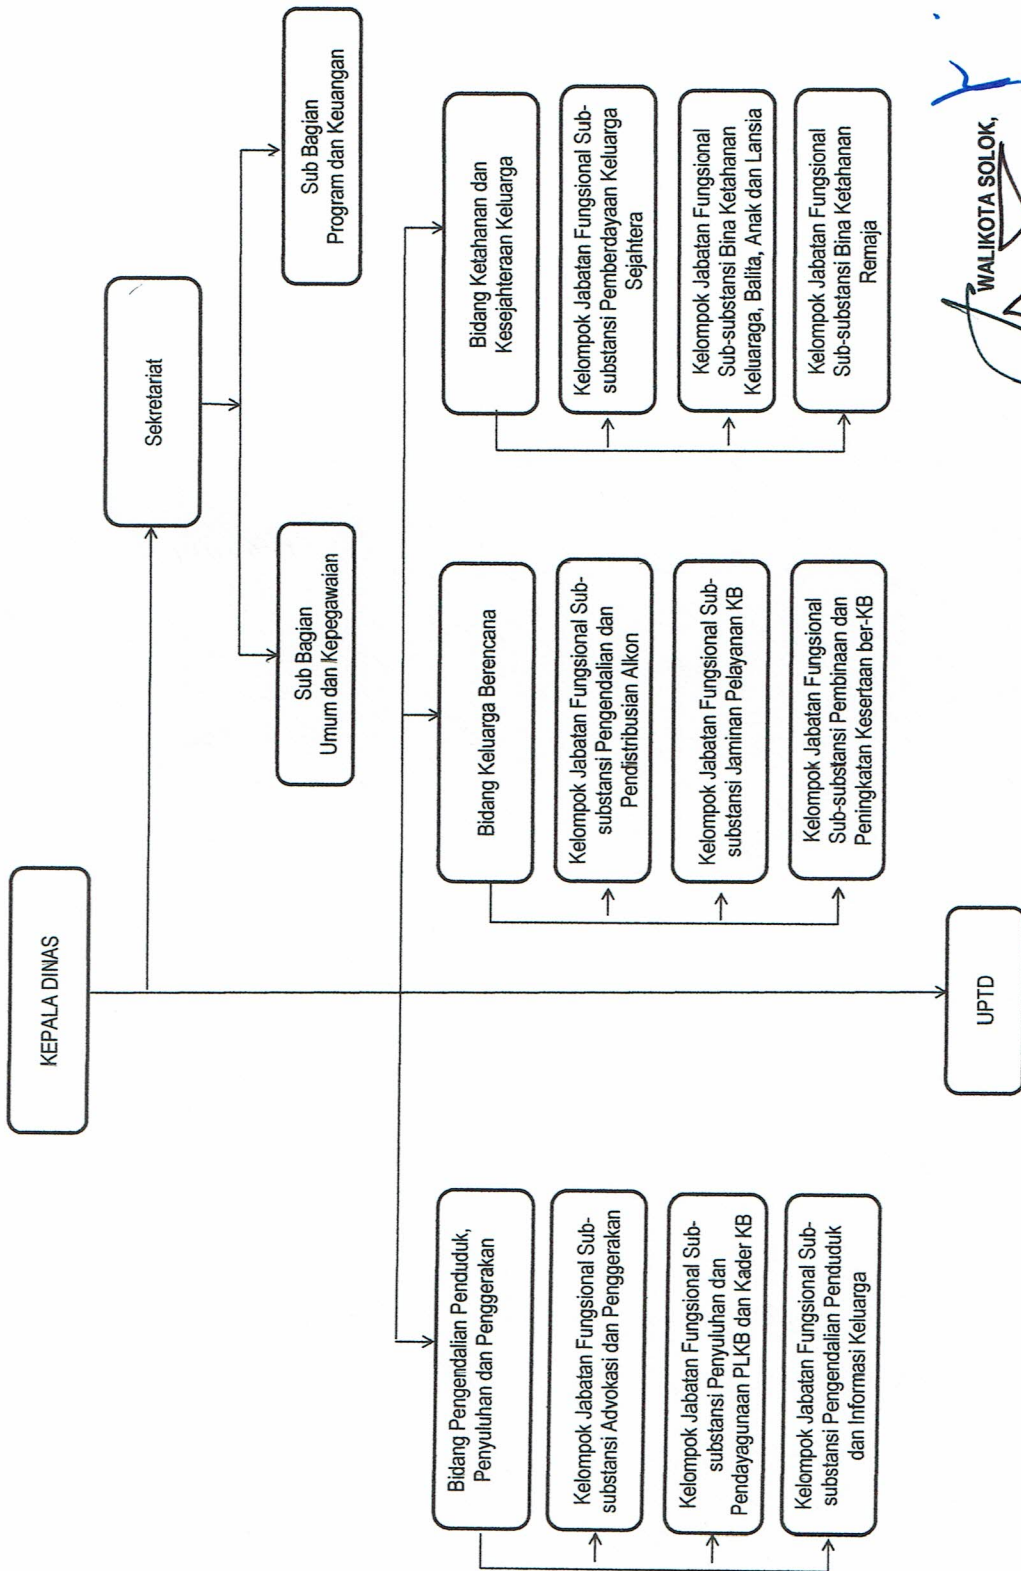 KEPALA DINAS
Sekretariat
Sub Bagian
Umum dan Kepegawaian
Sub Bagian
Program dan Keuangan
Bidang Pengendalian Penduduk,
Penyuluhan dan Penggerakan
Kelompok Jabatan Fungsional Sub-
substansi Advokasi dan Penggerakan
Kelompok Jabatan Fungsional Sub-
substansi Penyuluhan dan
Pendayagunaan PLKB dan Kader KB
Kelompok Jabatan Fungsional Sub-
substansi Pengendalian Penduduk
dan Informasi Keluarga
Bidang Keluarga Berencana
Kelompok Jabatan Fungsional Sub-
substansi Pengendalian dan
Pendistribusian Alkon
Kelompok Jabatan Fungsional Sub-
substansi Jaminan Pelayanan KB
Kelompok Jabatan Fungsional
Sub-substansi Pembinaan dan
Peningkatan Kesertaan ber-KB
Bidang Ketahanan dan
Kesejahteraan Keluarga
Kelompok Jabatan Fungsional Sub-
substansi Pemberdayaan Keluarga
Sejahtera
Kelompok Jabatan Fungsional
Sub-substansi Bina Ketahanan
Keluaraga, Balita, Anak dan Lansia
Kelompok Jabatan Fungsional
Sub-substansi Bina Ketahanan
Remaja
UPTD
WALIKOTA SOLOK,